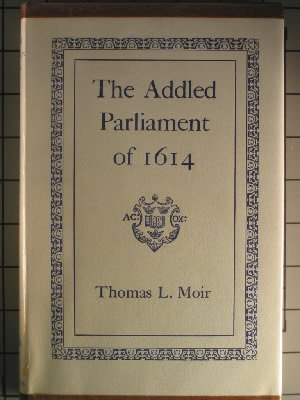 The Addled
Parliament
of 1614
AC: OX:
Thomas L. Moir